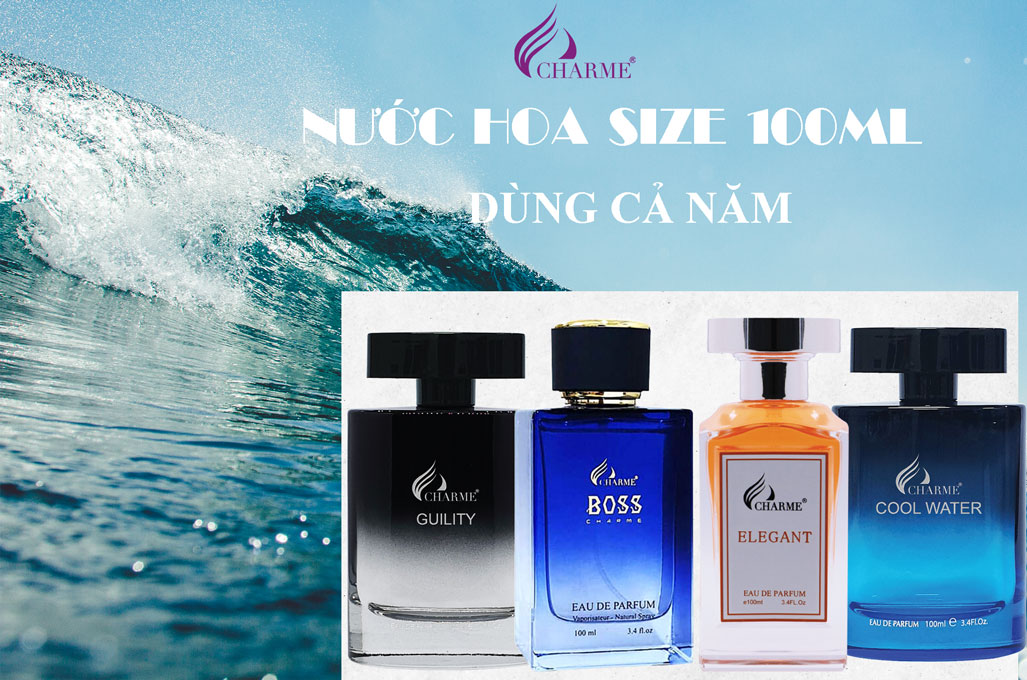 CHARME®
NƯỚC HOA SIZE 100ML
DÙNG CẢ NĂM
CHARME®
GUILITY
CHARME
BOSS
CHARME
EAU DE PARFUM
Vaporisateur - Natural Spray
100 ml 3.4 fl.oz
CHARME®
ELEGANT
EAU DE PARFUM
e100ml 3.4FL.Oz
CHARME®
COOL WATER
EAU DE PARFUM 100ml e 3.4FL.Oz.